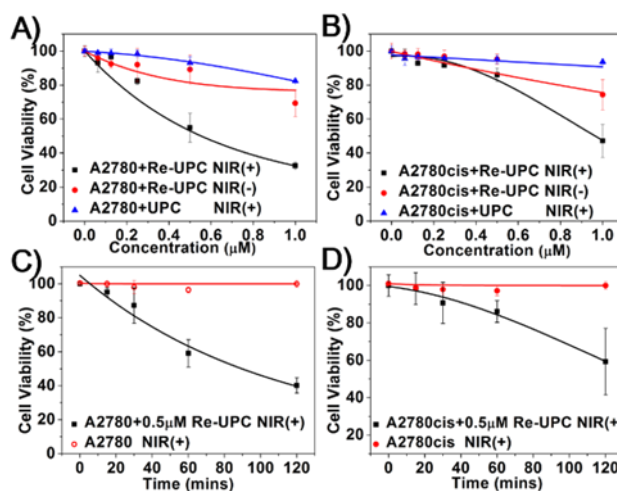 A)
100
80
60
40
20
0
Cell Viability (%)
A2780+Re-UPC NIR(+)
A2780+Re-UPC NIR(-)
A2780+UPC NIR(+)
0.0 0.2 0.4 0.6 0.8 1.0
Concentration (μM)
B)
100
80
60
40
20
0
Cell Viability (%)
A2780cis+Re-UPC NIR(+)
A2780cis+Re-UPC NIR(-)
A2780cis+UPC NIR(+)
0.0 0.2 0.4 0.6 0.8 1.0
Concentration (μM)
C)
100
80
60
40
20
Cell Viability (%)
A2780+0.5μM Re-UPC NIR(+)
A2780 NIR(+)
0 20 40 60 80 100 120
Time (mins)
D)
100
80
60
40
20
Cell Viability (%)
A2780cis+0.5μM Re-UPC NIR(+)
A2780cis NIR(+)
0 20 40 60 80 100 120
Time (mins)